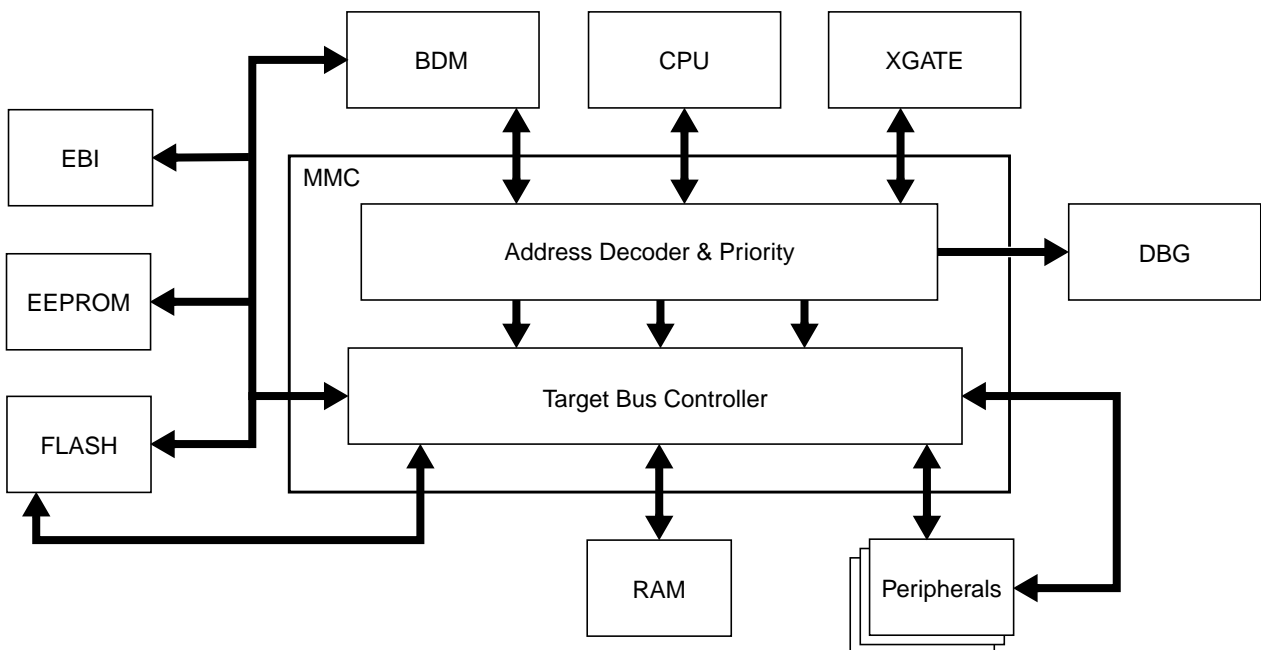 BDM
CPU
XGATE
EBI
MMC
Address Decoder & Priority
DBG
EEPROM
Target Bus Controller
FLASH
RAM
Peripherals